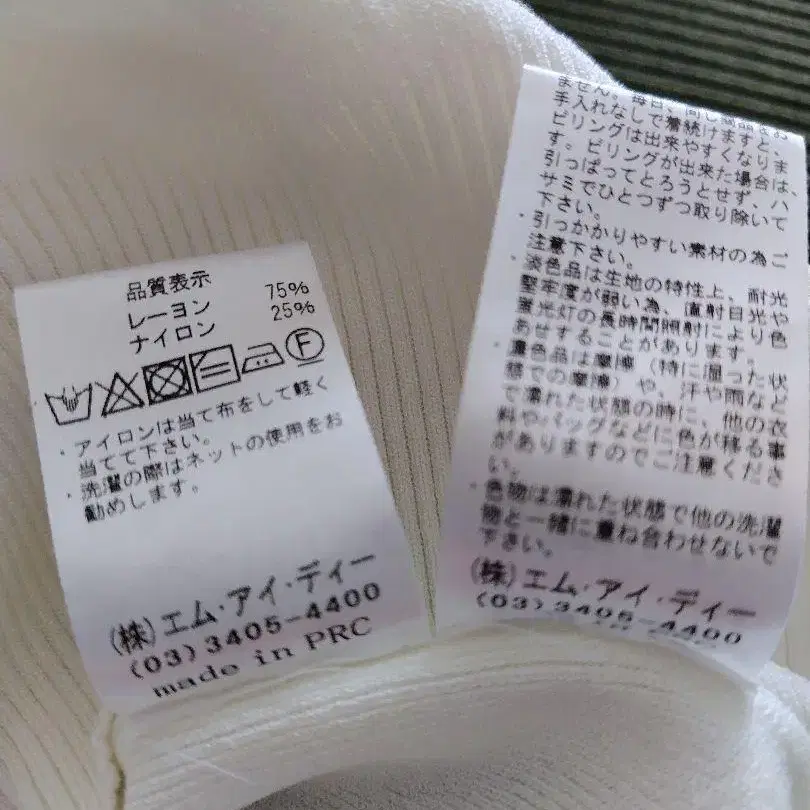 品質表示
レーヨン 75%
ナイロン 25%
F
・アイロンは当て布をして軽く
当てて下さい。
・洗濯の際はネットの使用をお
勧めします。
(株)エム・アイ・ディー
(03)3405-4400
made in PRC
ません。毎日、同じ商品をお
手入れなしで着続けますと、
ピリングは出来やすくなりま
す。ピリングが出来た場合は、
引っぱってとろうとせず、ハ
サミでひとつずつ取り除いて
下さい。
・引っかかりやすい素材の為ご
注意下さい。
・淡色品は生地の特性上、耐光
堅牢度が弱い為、直射日光や
蛍光灯の長時間照射により色
あせすることがあります。
・濃色品は摩擦(特に湿った状
態での摩擦)や、汗や雨など
で濡れた状態の時に、他の衣
料やバッグなどに色が移る事
がありますのでご注意くださ
い。
・色物は濡れた状態で他の洗濯
物と一緒に重ね合わせないで
下さい。
(株)エム・アイ・ディー
(03)3405-4400